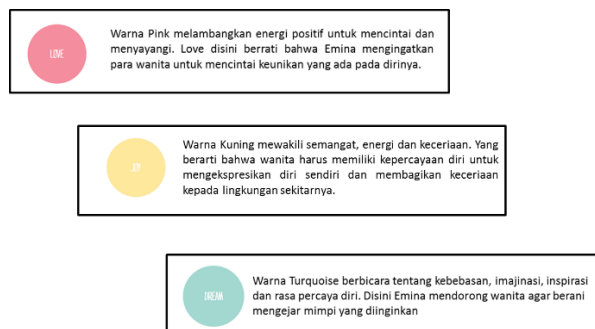 LOVE
Warna Pink melambangkan energi positif untuk mencintai dan
menyayangi. Love disini berrati bahwa Emina mengingatkan
para wanita untuk mencintai keunikan yang ada pada dirinya.
JOY
Warna Kuning mewakili semangat, energi dan keceriaan. Yang
berarti bahwa wanita harus memiliki kepercayaan diri untuk
mengekspresikan diri sendiri dan membagikan keceriaan
kepada lingkungan sekitarnya.
DREAM
Warna Turquoise berbicara tentang kebebasan, imajinasi, inspirasi
dan rasa percaya diri. Disini Emina mendorong wanita agar berani
mengejar mimpi yang diinginkan